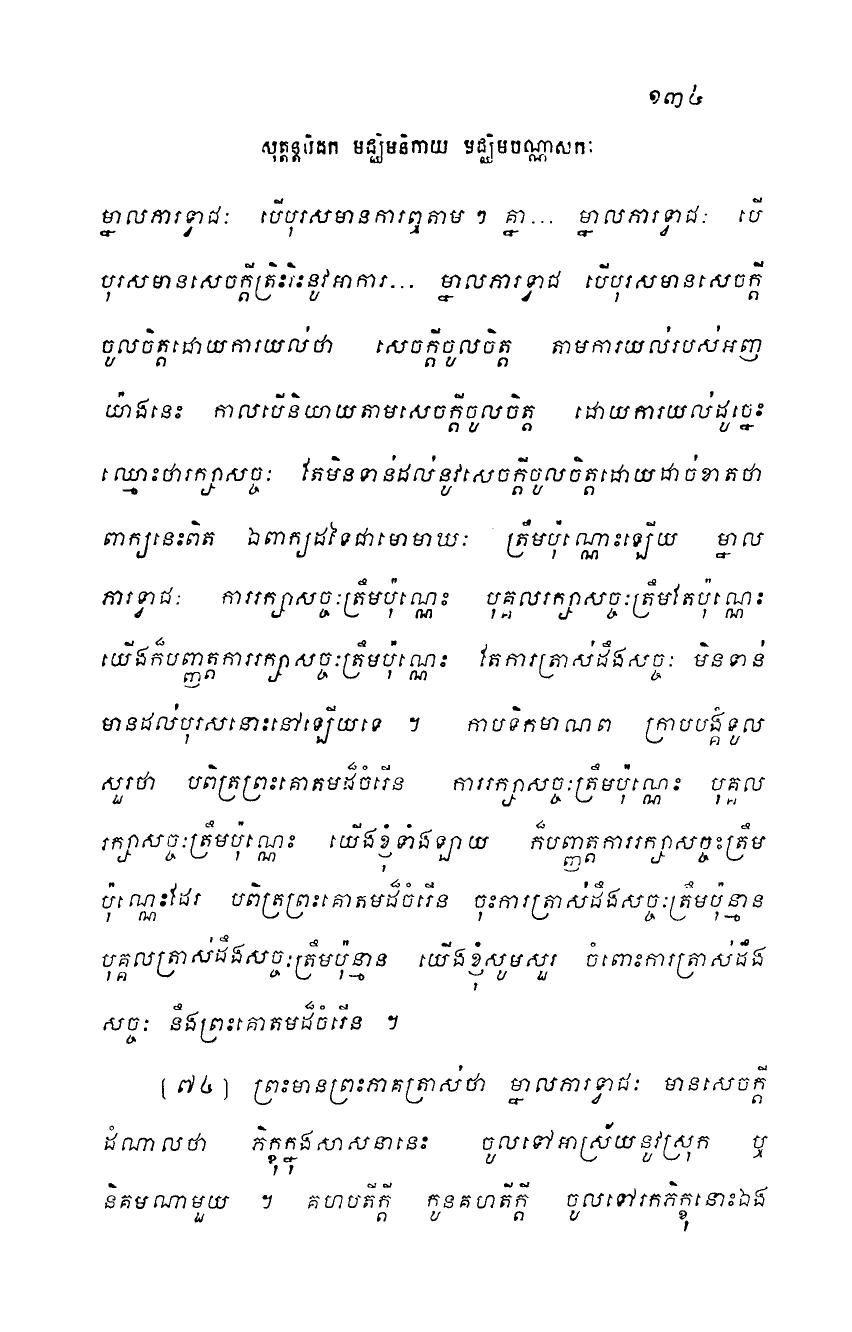 ១៣៤
សុត្តន្តបិដក មជ្ឈិមនិកាយ មជ្ឈិមបណ្ណាសកៈ
ម្នាលភារទ្វាជៈ បើបុរសមានការឮតាម ៗ គ្នា... ម្នាលភារទ្វាជៈ បើ
បុរសមានសេចក្តីត្រិះរិះនូវអាការ... ម្នាលភារទ្វាជ បើបុរសមានសេចក្តី
ចូលចិត្តដោយការយល់ថា សេចក្តីចូលចិត្ត តាមការយល់របស់អញ
យ៉ាងនេះ កាលបើនិយាយតាមសេចក្តីចូលចិត្ត ដោយការយល់ដូច្នេះ
ឈ្មោះថារក្សាសច្ចៈ តែមិនទាន់ដល់នូវសេចក្តីចូលចិត្តដោយដាច់ខាតថា
ពាក្យនេះពិត ឯពាក្យដទៃជាមោមាឃៈ ត្រឹមប៉ុណ្ណោះឡើយ ម្នាល
ភារទ្វាជៈ ការរក្សាសច្ចៈត្រឹមប៉ុណ្ណេះ បុគ្គលរក្សាសច្ចៈត្រឹមតែប៉ុណ្ណេះ
យើងក៏បញ្ញត្តការរក្សាសច្ចៈត្រឹមប៉ុណ្ណេះ តែការត្រាស់ដឹងសច្ចៈ មិនទាន់
មានដល់បុរសនោះនៅឡើយទេ ។ កាបទិកមាណព ក្រាបបង្គំទូល
សួរថា បពិត្រព្រះគោតមដ៏ចំរើន ការរក្សាសច្ចៈត្រឹមប៉ុណ្ណេះ បុគ្គល
រក្សាសច្ចៈត្រឹមប៉ុណ្ណេះ យើងខ្ញុំទាំងឡាយ ក៏បញ្ញត្តការរក្សាសច្ចះត្រឹម
ប៉ុណ្ណេះដែរ បពិត្រព្រះគោតមដ៏ចំរើន ចុះការត្រាស់ដឹងសច្ចៈត្រឹមប៉ុន្មាន
បុគ្គលត្រាស់ដឹងសច្ចៈត្រឹមប៉ុន្មាន យើងខ្ញុំសូមសួរ ចំពោះការត្រាស់ដឹង
សច្ចៈ នឹងព្រះគោតមដ៏ចំរើន ។
(៧៤) ព្រះមានព្រះភាគត្រាស់ថា ម្នាលភារទ្វាជៈ មានសេចក្តី
ដំណាលថា ភិក្ខុក្នុងសាសនានេះ ចូលទៅអាស្រ័យនូវស្រុក ឬ
និគមណាមួយ ។ គហបតីក្តី កូនគហតីក្តី ចូលទៅរកភិក្ខុនោះឯង